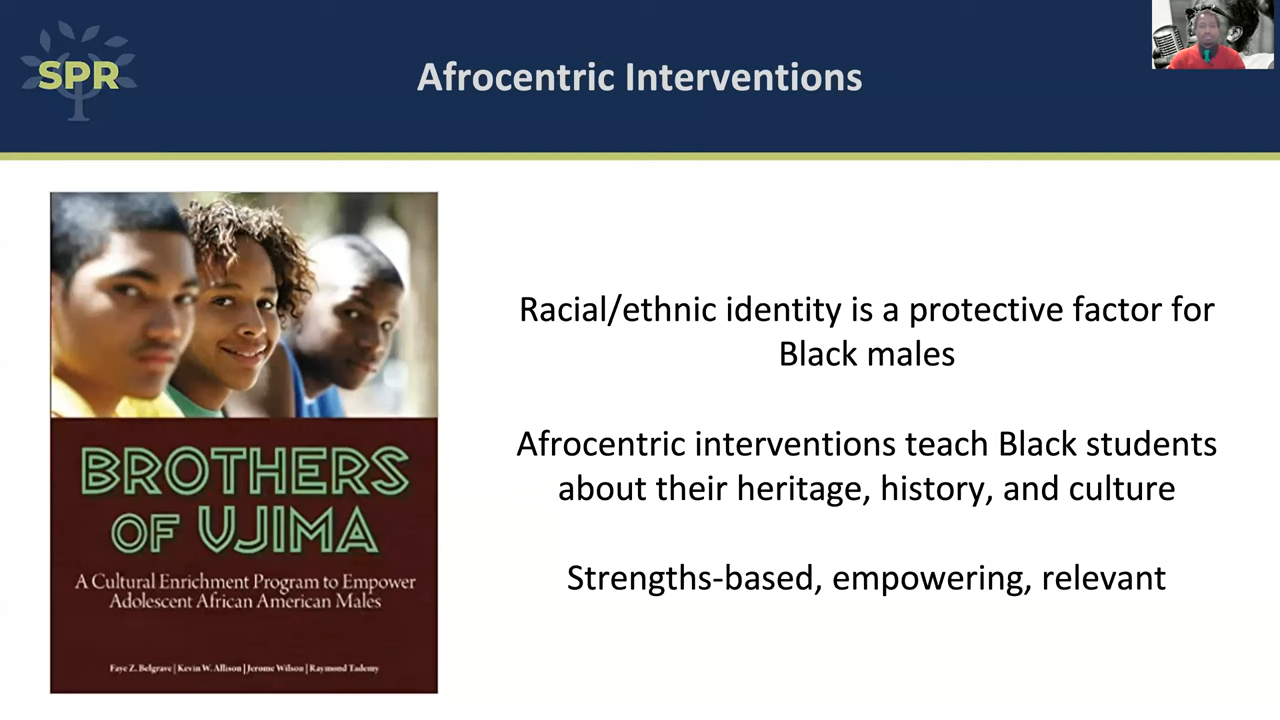 SPR
Afrocentric Interventions
BROTHERS
OF UJIMA
A Cultural Enrichment Program to Empower
Adolescent African American Males
Faye Z. Belgrave | Kevin W. Allison | Jerome Wilson | Raymond Tademy
Racial/ethnic identity is a protective factor for
Black males
Afrocentric interventions teach Black students
about their heritage, history, and culture
Strengths-based, empowering, relevant